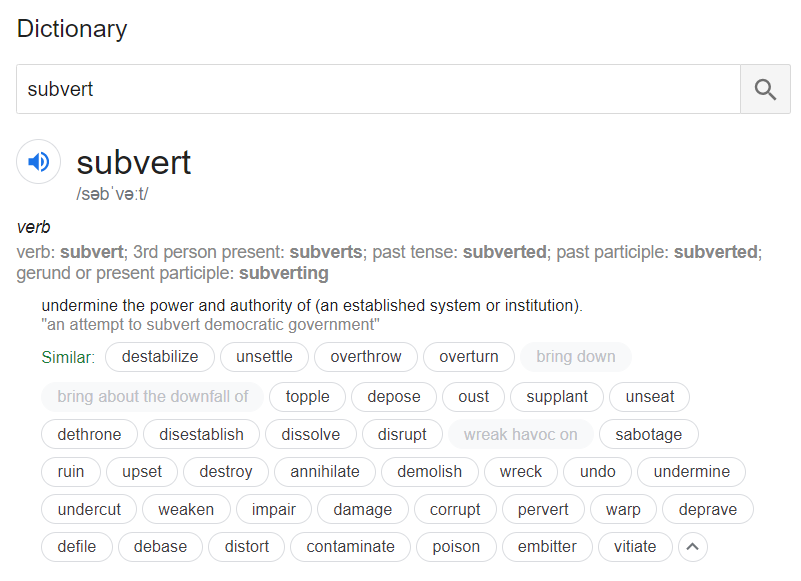 Dictionary
subvert
subvert
/səbˈvəːt/
verb
verb: subvert; 3rd person present: subverts; past tense: subverted; past participle: subverted;
gerund or present participle: subverting
undermine the power and authority of (an established system or institution).
"an attempt to subvert democratic government"
Similar: destabilize unsettle overthrow overturn bring down
bring about the downfall of topple depose oust supplant unseat
dethrone disestablish dissolve disrupt wreak havoc on sabotage
ruin upset destroy annihilate demolish wreck undo undermine
undercut weaken impair damage corrupt pervert warp deprave
defile debase distort contaminate poison embitter vitiate